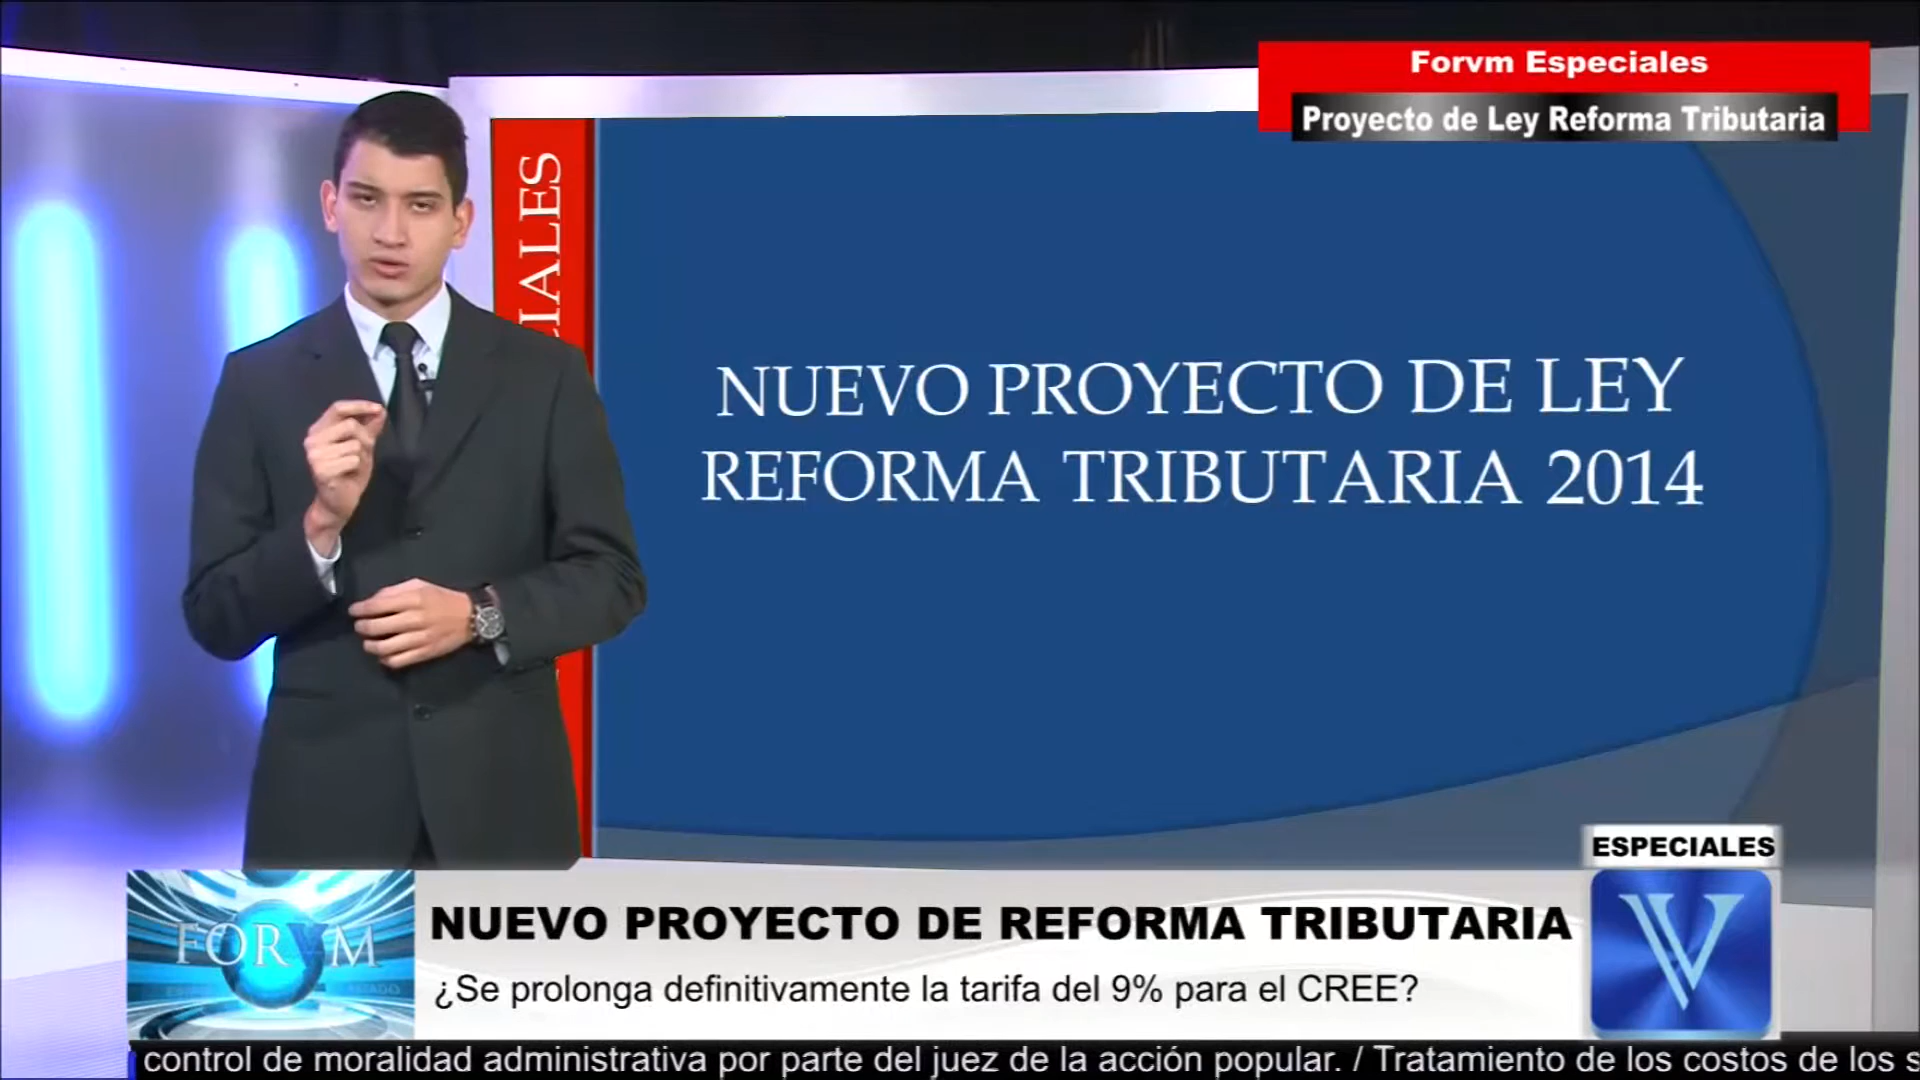 Forvm Especiales
Proyecto de Ley Reforma Tributaria
NUEVO PROYECTO DE LEY
REFORMA TRIBUTARIA 2014
ESPECIALES
FORVM
NUEVO PROYECTO DE REFORMA TRIBUTARIA
¿Se prolonga definitivamente la tarifa del 9% para el CREE?
V
control de moralidad administrativa por parte del juez de la acción popular. / Tratamiento de los costos de los s